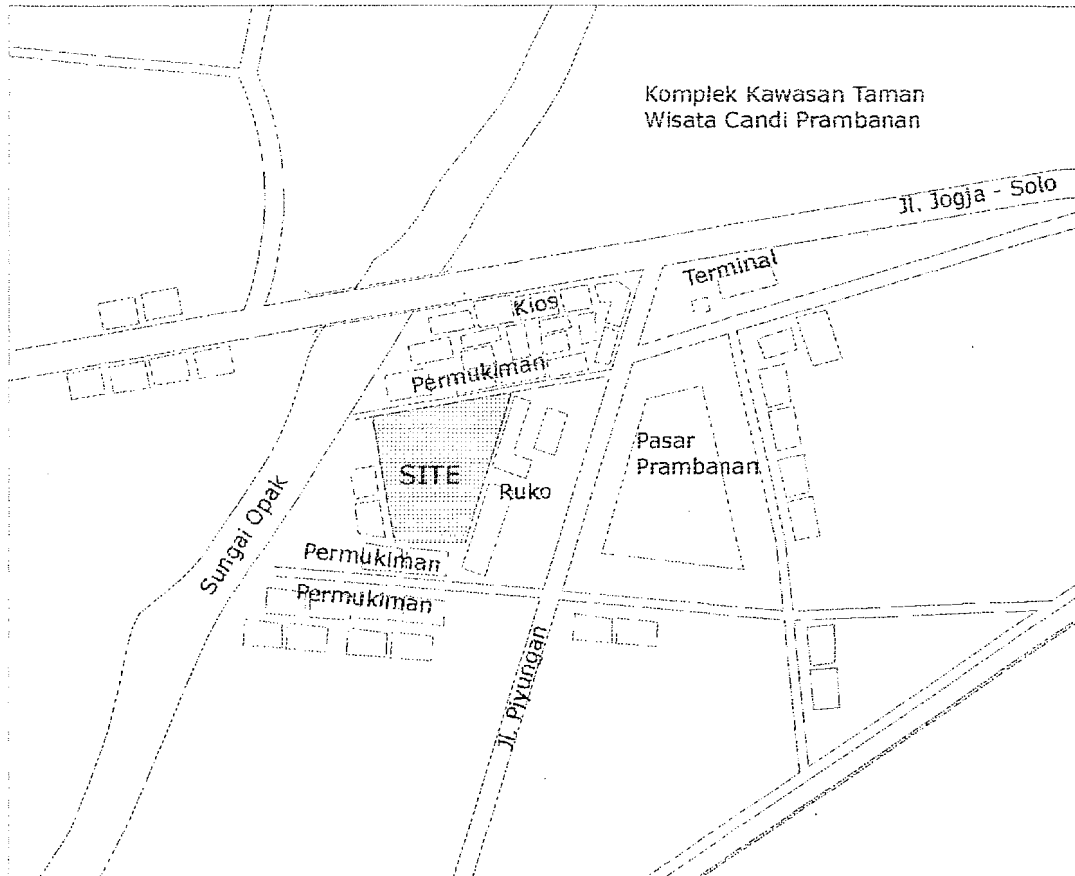 Komplek Kawasan Taman
Wisata Candi Prambanan
Jl. Jogja - Solo
Terminal
Kios
Permukiman
Pasar
Prambanan
SITE
Ruko
Sungai Opak
Permukiman
Permukiman
Jl. Piyungan